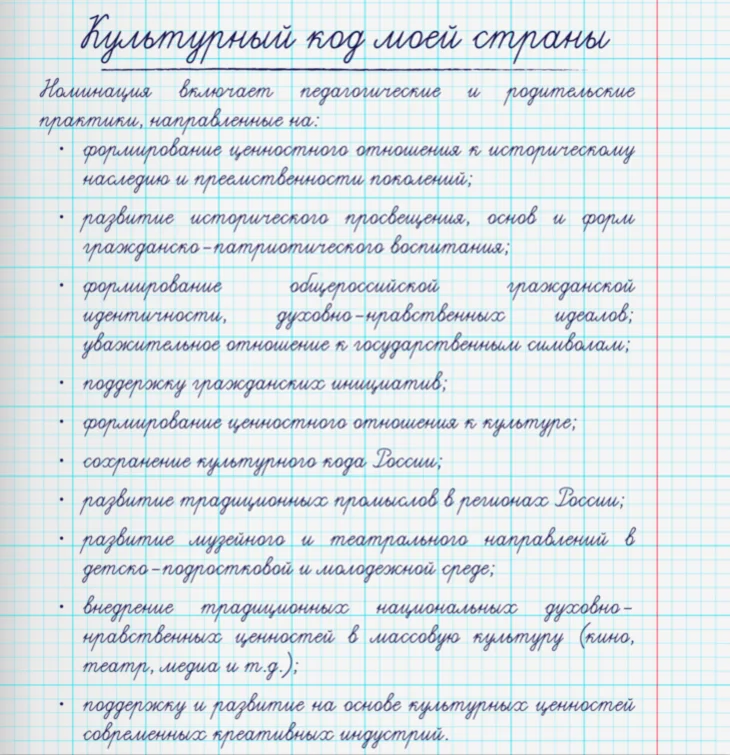 Культурный код моей страны
Номинация включает педагогические и родительские
практики, направленные на:
• формирование ценностного отношения к историческому
наследию и преемственности поколений;
• развитие исторического просвещения, основ и форм
гражданско-патриотического воспитания;
• формирование общероссийской гражданской
идентичности, духовно-нравственных идеалов;
уважительное отношение к государственным символам;
• поддержку гражданских инициатив;
• формирование ценностного отношения к культуре;
• сохранение культурного кода России;
• развитие традиционных промыслов в регионах России;
• развитие музейного и театрального направлений в
детско-подростковой и молодежной среде;
• внедрение традиционных национальных духовно-
нравственных ценностей в массовую культуру (кино,
театр, медиа и т.д.);
• поддержку и развитие на основе культурных ценностей
современных креативных индустрий.